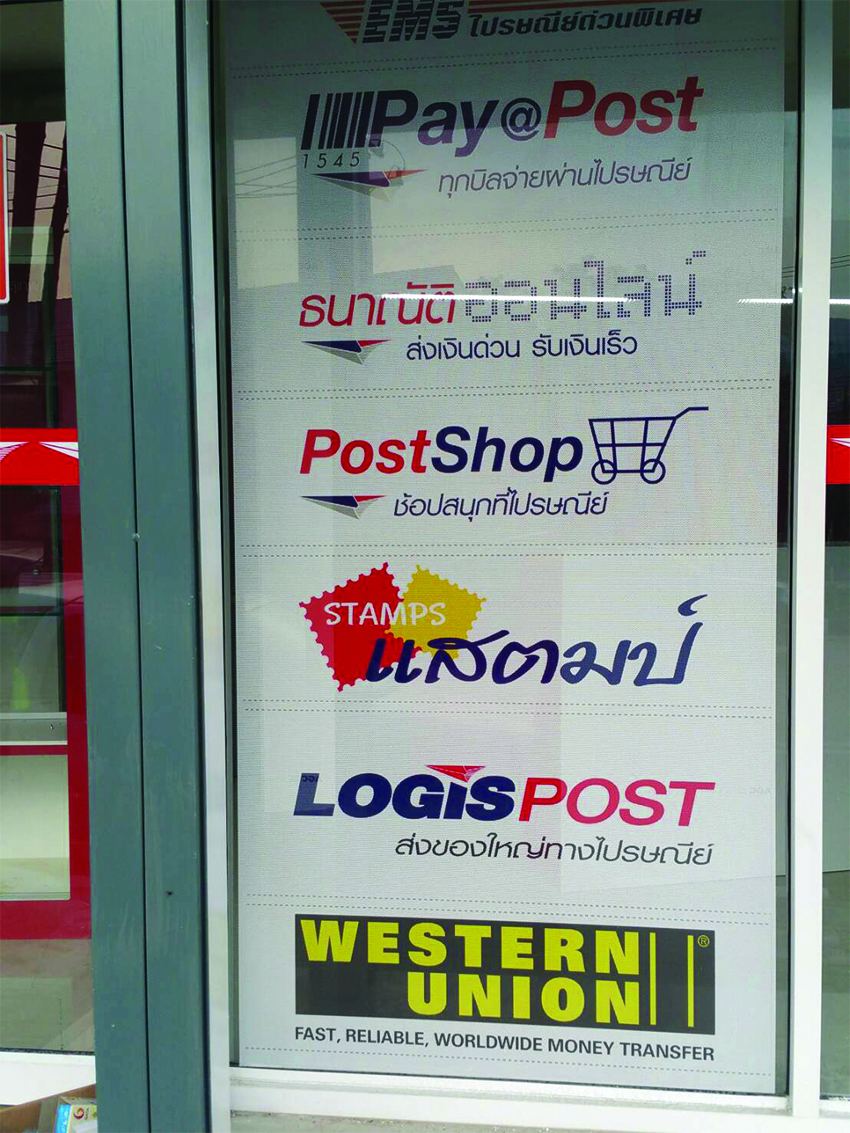 EMS ไปรษณีย์ด่วนพิเศษ
Pay@Post
1545
ทุกบิลจ่ายผ่านไปรษณีย์
ธนาณัติออนไลน์
ส่งเงินด่วน รับเงินเร็ว
PostShop
ช้อปสนุกที่ไปรษณีย์
STAMPS
แสตมป์
LOGISPOST
ส่งของใหญ่ทางไปรษณีย์
WESTERN
UNION ®
FAST, RELIABLE, WORLDWIDE MONEY TRANSFER